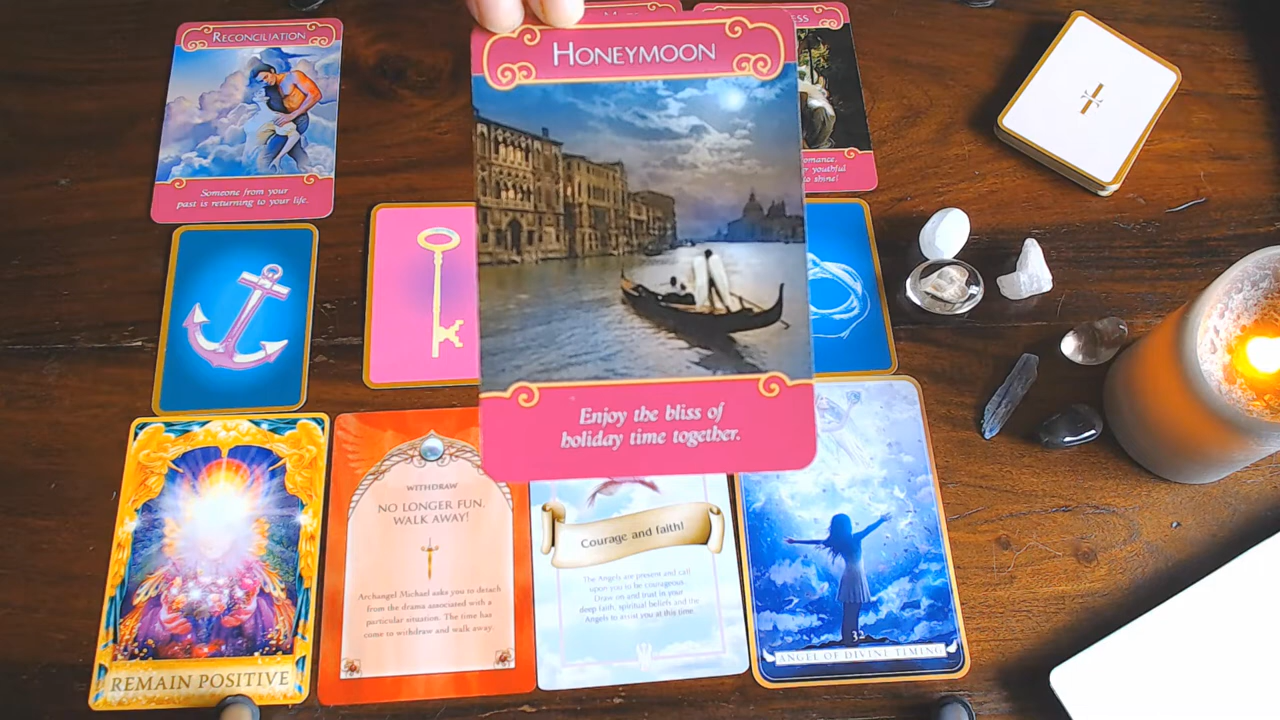 RECONCILIATION
Someone from your
past is returning to your life.
HONEYMOON
Enjoy the bliss of
holiday time together.
ESS
omance.
youthful
to shine!
REMAIN POSITIVE
WITHDRAW
NO LONGER FUN,
WALK AWAY!
Archangel Michael asks you to detach
from the drama associated with a
particular situation. The time has
come to withdraw and walk away.
Courage and faith!
The Angels are present and call
upon you to be courageous.
Draw on and trust in your
deep faith, spiritual beliefs and the
Angels to assist you at this time.
32
ANGEL OF DIVINE TIMING